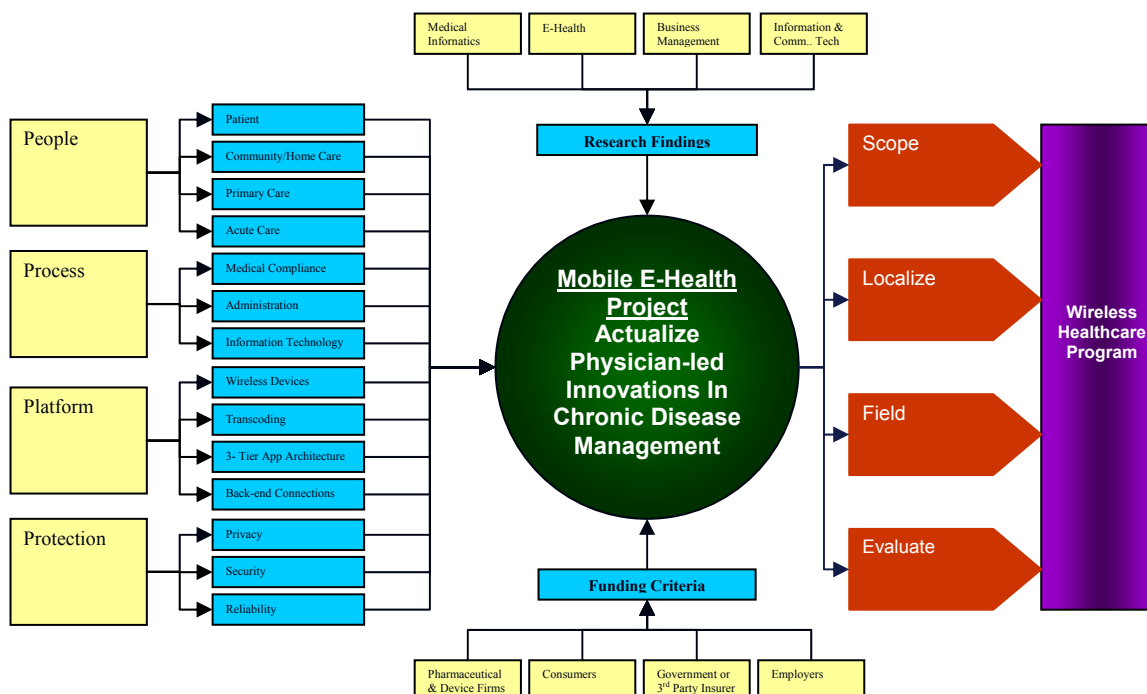 Medical
Infornatics
E-Health
Business
Management
Information &
Comm.. Tech
Research Findings
People
Patient
Community/Home Care
Primary Care
Acute Care
Process
Medical Compliance
Administration
Information Technology
Platform
Wireless Devices
Transcoding
3- Tier App Architecture
Back-end Connections
Protection
Privacy
Security
Reliability
Mobile E-Health
Project
Actualize
Physician-led
Innovations In
Chronic Disease
Management
Scope
Localize
Field
Evaluate
Wireless
Healthcare
Program
Funding Criteria
Pharmaceutical
& Device Firms
Consumers
Government or
3rd Party Insurer
Employers